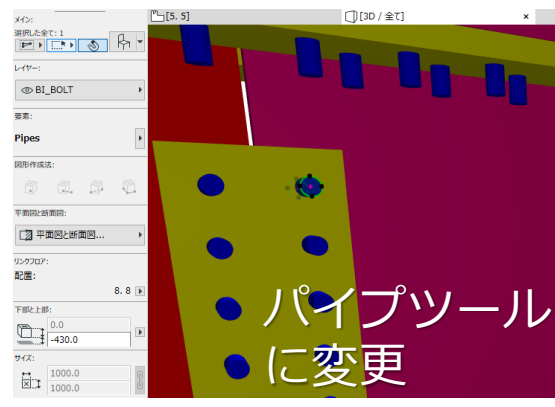 メイン:
選択した全て: 1
[5. 5]
[3D / 全て]
×
レイヤー:
BI_BOLT
要素:
Pipes
図形作成法:
平面図と断面図:
平面図と断面図...
リンクフロア:
配置:
8. 8
下部と上部:
0.0
-430.0
サイズ:
1000.0
1000.0
パイプツール
に変更